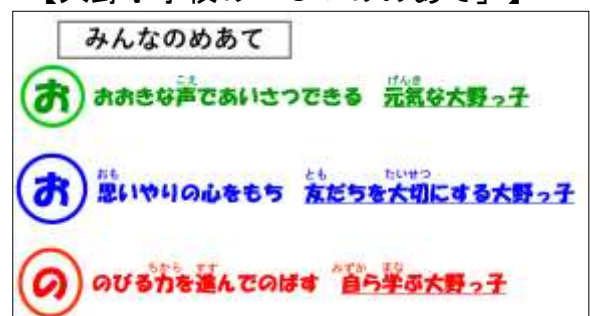 みんなのめあて
お おおきな声であいさつできる 元気な大野っ子
お 思いやりの心をもち 友だちを大切にする大野っ子
の のびる力を進んでのばす 自ら学ぶ大野っ子